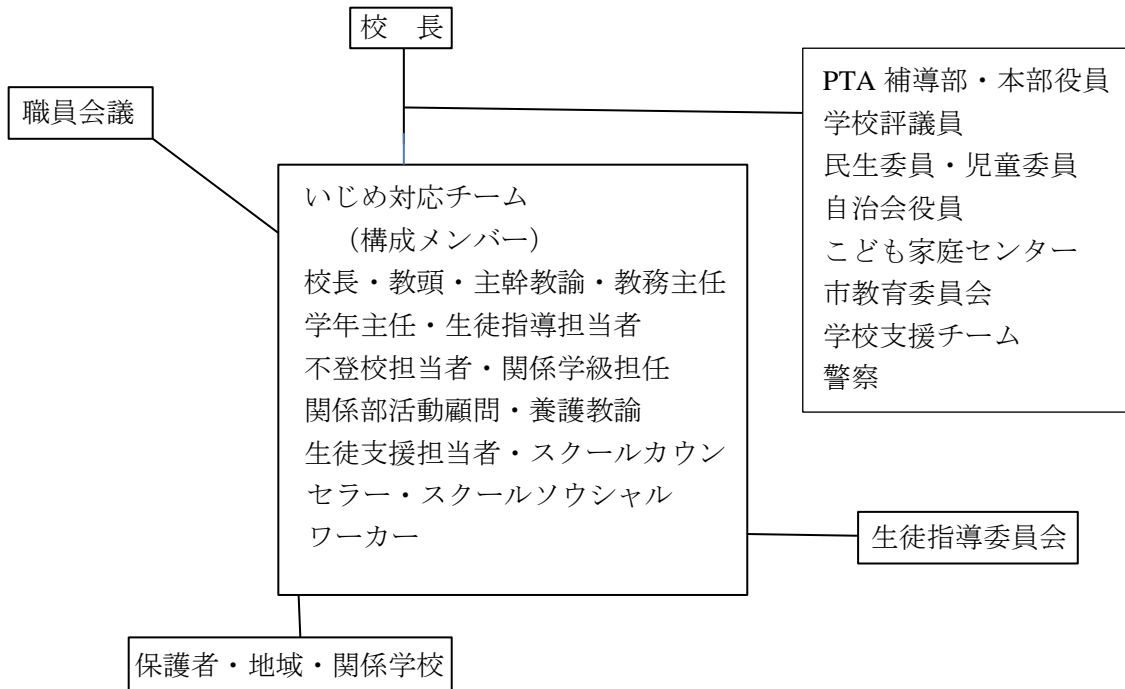 校　長
職員会議
PTA 補導部・本部役員
学校評議員
民生委員・児童委員
自治会役員
こども家庭センター
市教育委員会
学校支援チーム
警察
いじめ対応チーム
（構成メンバー）
校長・教頭・主幹教諭・教務主任
学年主任・生徒指導担当者
不登校担当者・関係学級担任
関係部活動顧問・養護教諭
生徒支援担当者・スクールカウン
セラー・スクールソウシャル
ワーカー
生徒指導委員会
保護者・地域・関係学校